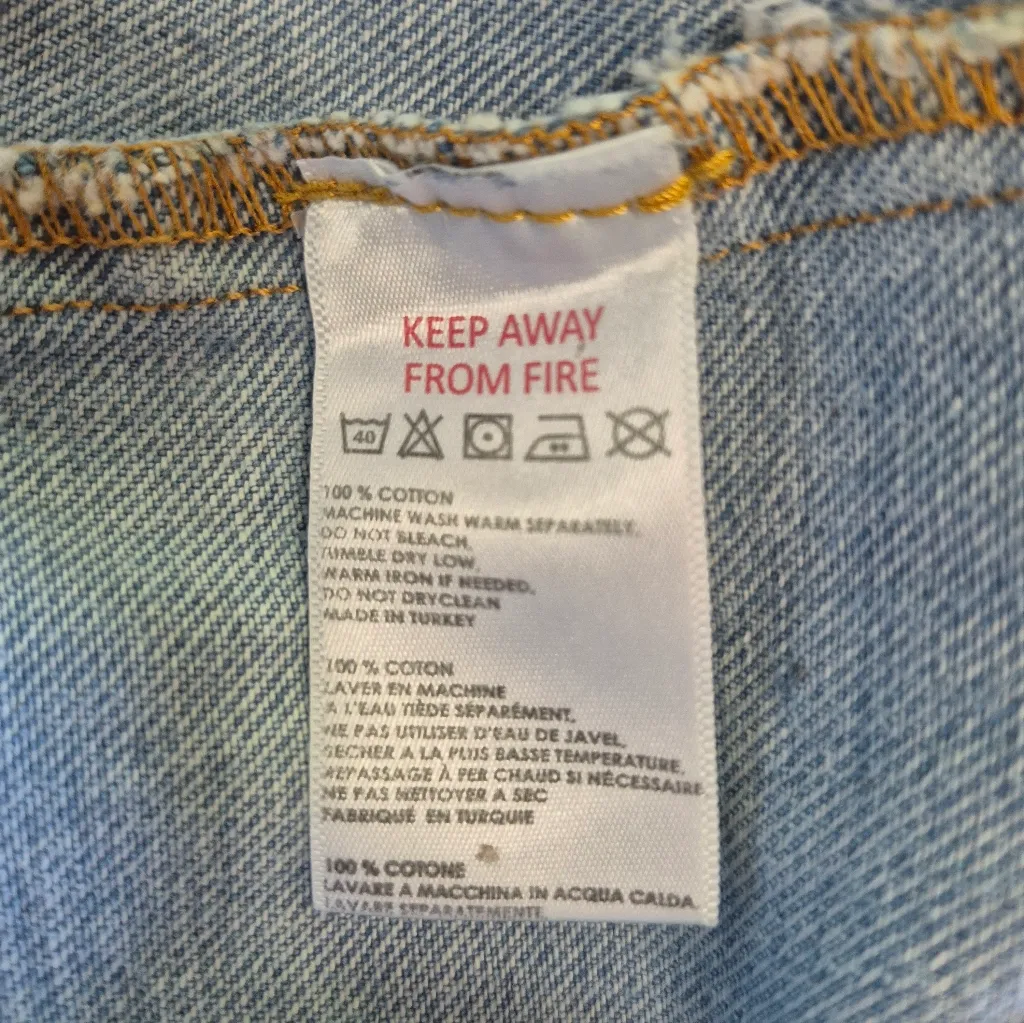 KEEP AWAY
FROM FIRE
40
100 % COTTON
MACHINE WASH WARM SEPARATELY.
DO NOT BLEACH.
TUMBLE DRY LOW.
WARM IRON IF NEEDED.
DO NOT DRYCLEAN
MADE IN TURKEY
100 % COTON
LAVER EN MACHINE
A L'EAU TIÈDE SÉPARÉMENT.
NE PAS UTILISER D'EAU DE JAVEL.
SECHER A LA PLUS BASSE TEMPERATURE.
REPASSAGE À FER CHAUD SI NÉCESSAIRE
NE PAS NETTOYER A SEC
FABRIQUÉ EN TURQUIE
100 % COTONE
LAVARE A MACCHINA IN ACQUA CALDA
LAVARE SEPARATEMENTE